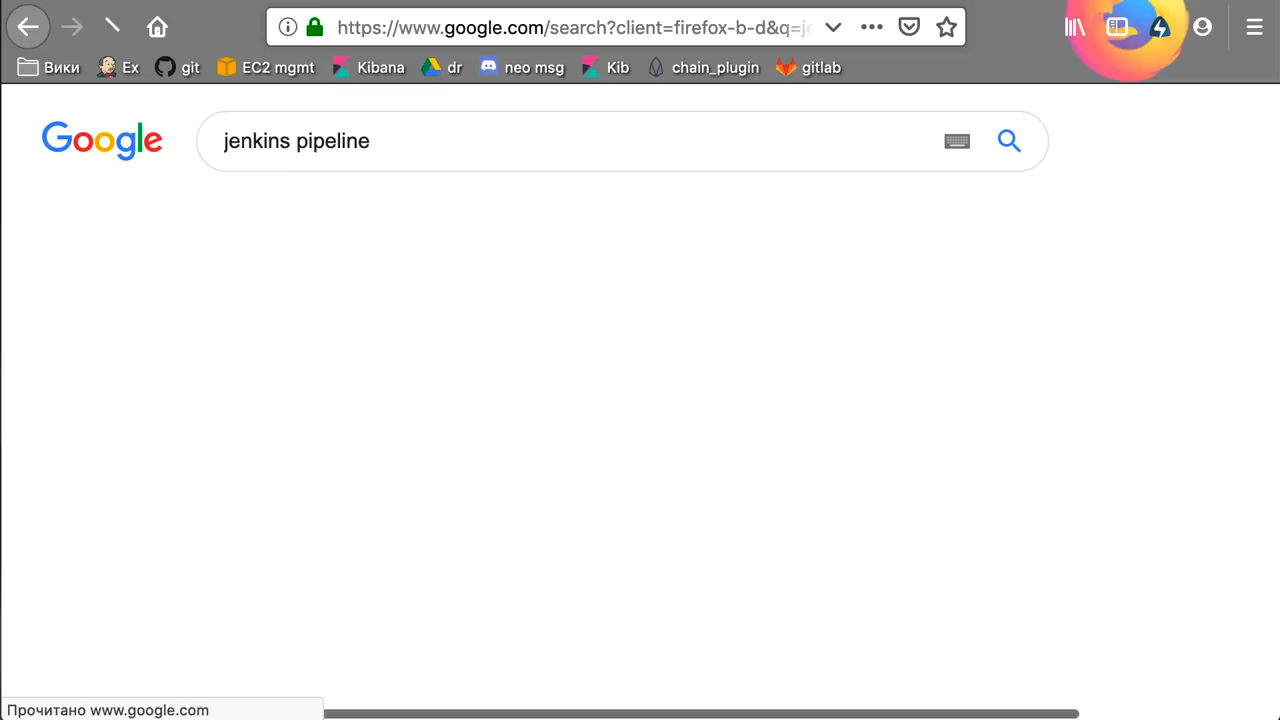 https://www.google.com/search?client=firefox-b-d&q=je
Вики Ex git EC2 mgmt Kibana dr neo msg Kib chain_plugin gitlab
Google jenkins pipeline
Прочитано www.google.com